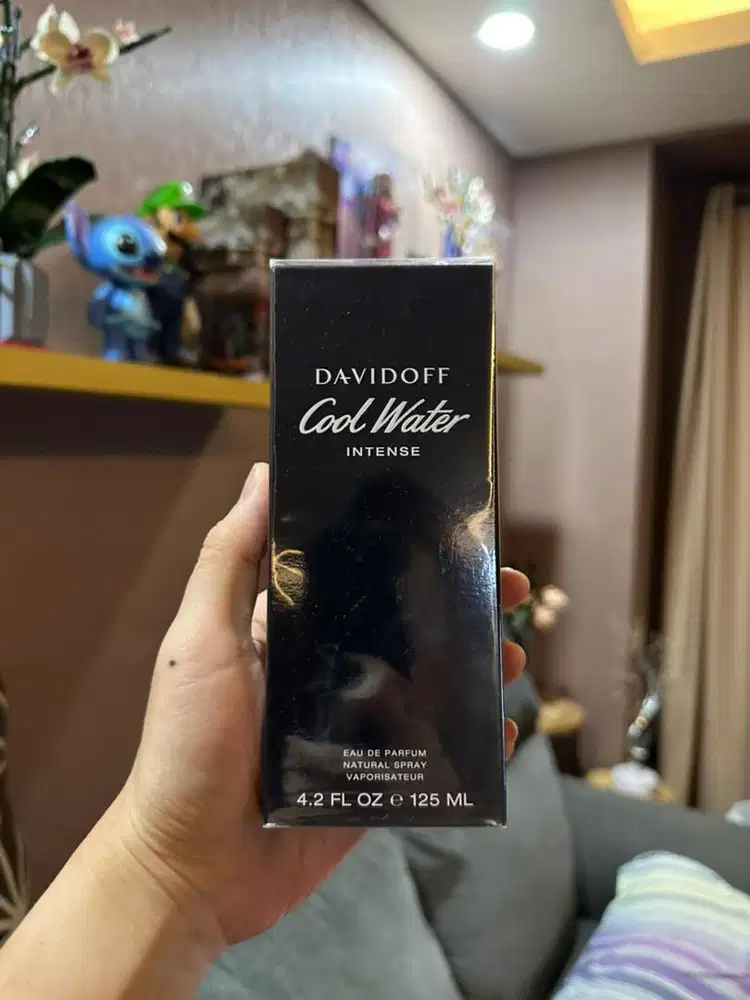 DAVIDOFF
Cool Water
INTENSE
EAU DE PARFUM
NATURAL SPRAY
VAPORISATEUR
4.2 FL OZ ℮ 125 ML